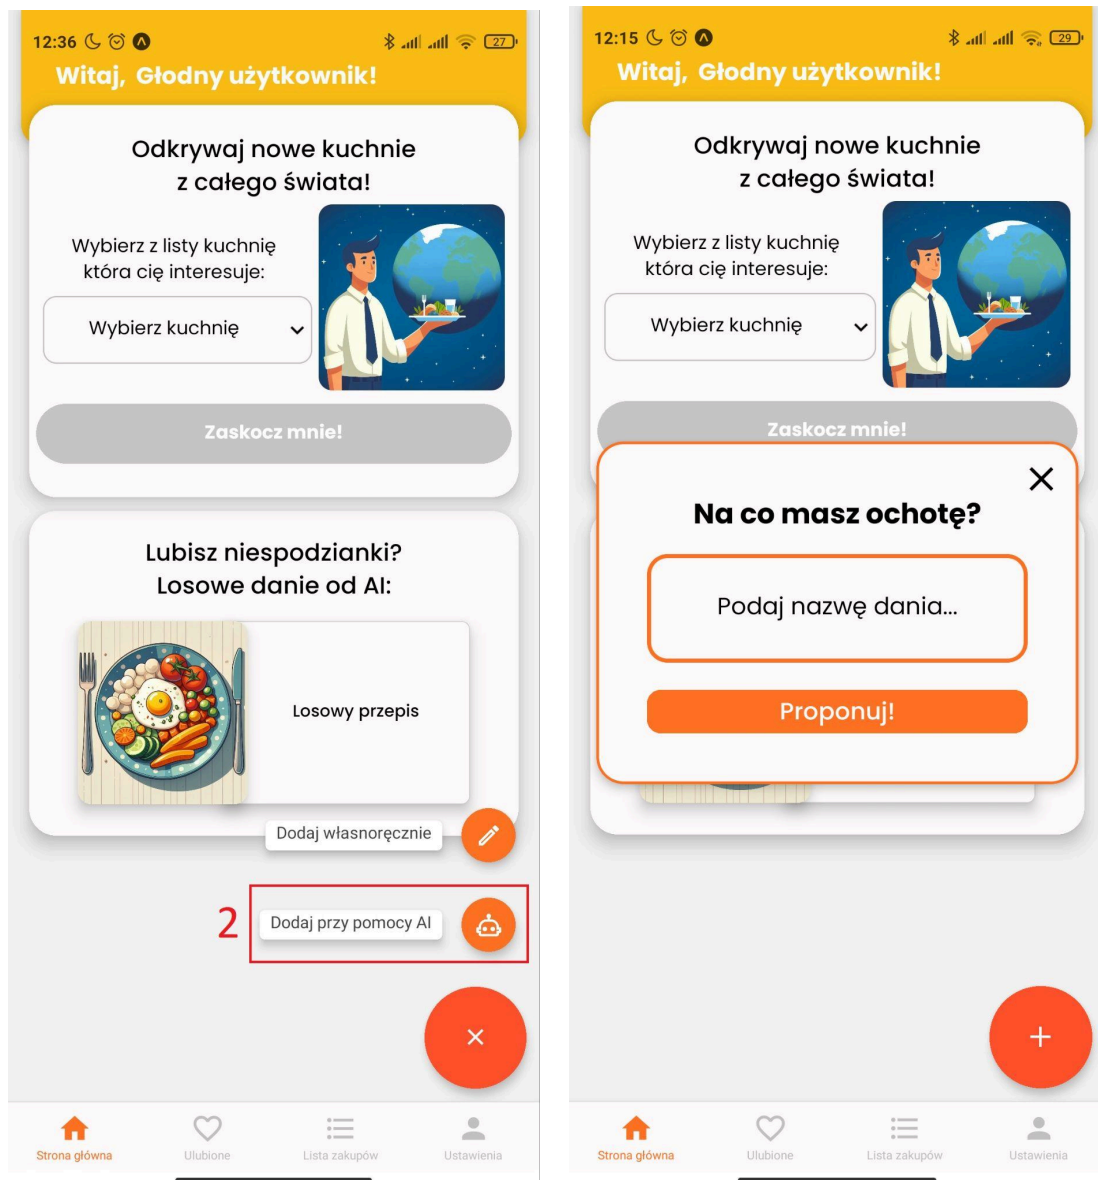 12:36
27
Witaj, Głodny użytkownik!
Odkrywaj nowe kuchnie
z całego świata!
Wybierz z listy kuchnię
która cię interesuje:
Wybierz kuchnię
Zaskocz mnie!
Lubisz niespodzianki?
Losowe danie od AI:
Losowy przepis
Dodaj własnoręcznie
2
Dodaj przy pomocy AI
Strona główna
Ulubione
Lista zakupów
Ustawienia
12:15
29
Witaj, Głodny użytkownik!
Odkrywaj nowe kuchnie
z całego świata!
Wybierz z listy kuchnię
która cię interesuje:
Wybierz kuchnię
Zaskocz mnie!
Na co masz ochotę?
Podaj nazwę dania...
Proponuj!
Strona główna
Ulubione
Lista zakupów
Ustawienia